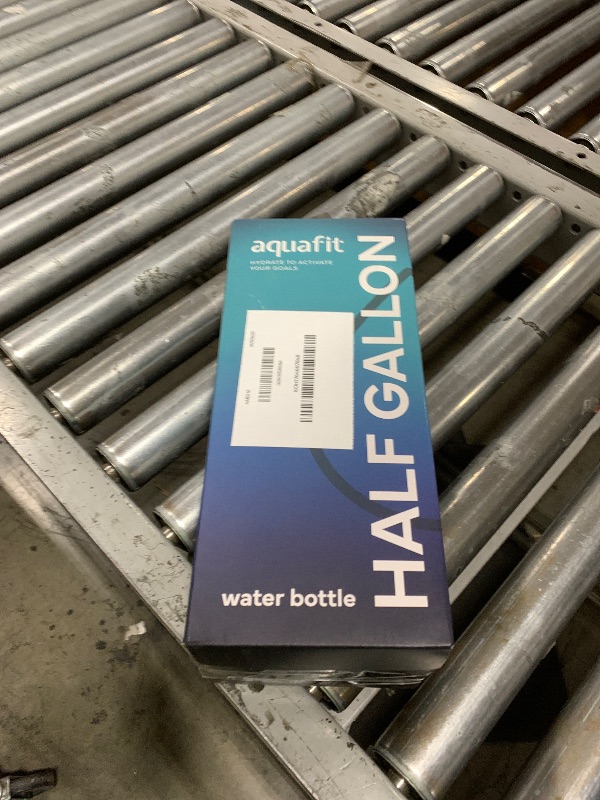 aquafit
HYDRATE TO ACTIVATE
YOUR GOALS
HALF GALLON
water bottle